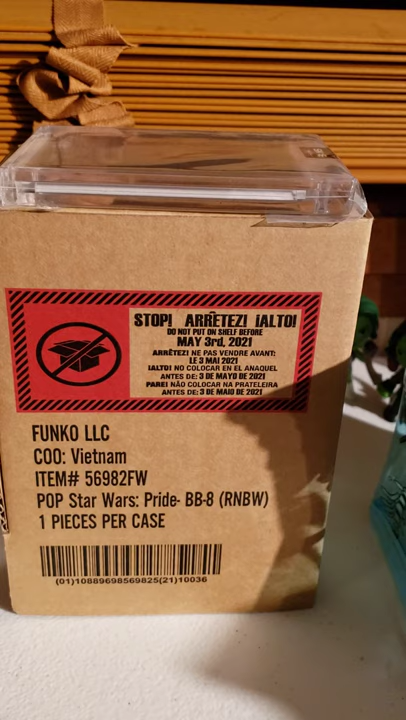 STOP! ARRÊTEZ! ¡ALTO!
DO NOT PUT ON SHELF BEFORE
MAY 3rd, 2021
ARRÊTEZ! NE PAS VENDRE AVANT:
LE 3 MAI 2021
¡ALTO! NO COLOCAR EN EL ANAQUEL
ANTES DE: 3 DE MAYO DE 2021
PARE! NÃO COLOCAR NA PRATELEIRA
ANTES DE: 3 DE MAIO DE 2021
FUNKO LLC
COO: Vietnam
ITEM# 56982FW
POP Star Wars: Pride- BB-8 (RNBW)
1 PIECES PER CASE
(01)10889698569825(21)10036